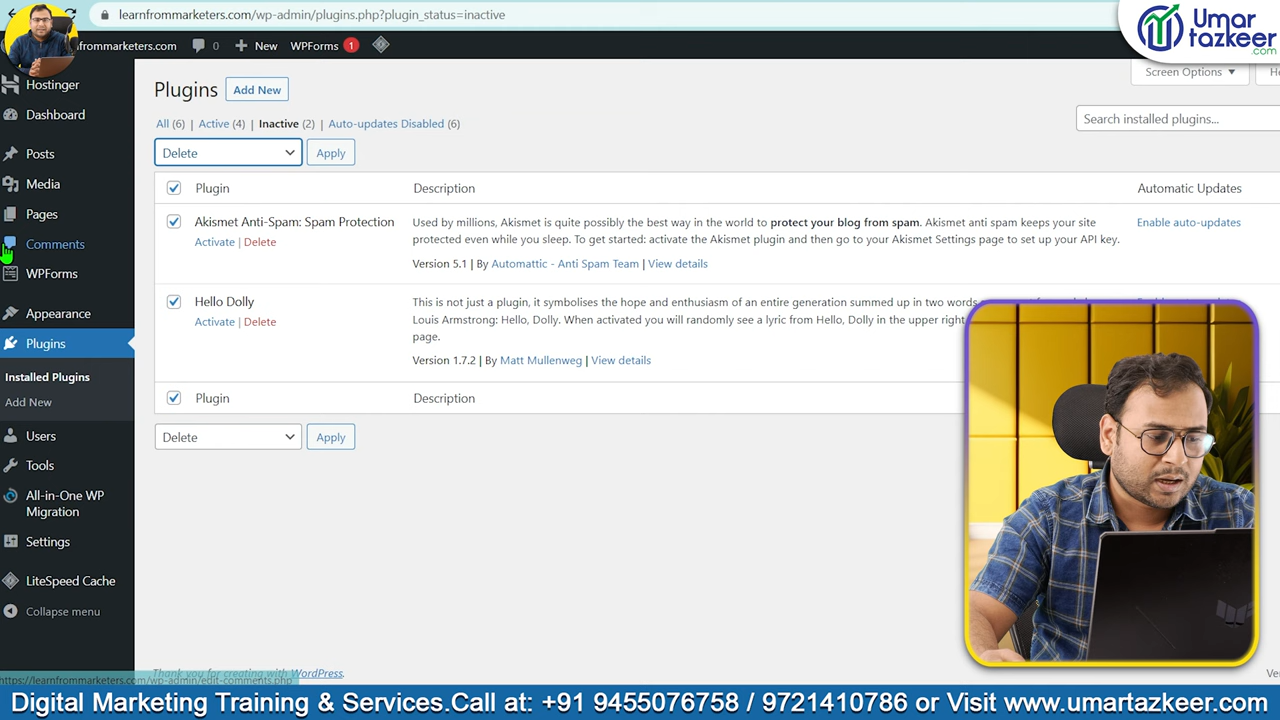 learnfrommarketers.com/wp-admin/plugins.php?plugin_status=inactive
Umar
tazkeer
.com
frommarketers.com 0 New WPForms 1
Screen Options
Hostinger
Dashboard
Posts
Media
Pages
Comments
WPForms
Appearance
Plugins
Installed Plugins
Add New
Users
Tools
All-in-One WP
Migration
Settings
LiteSpeed Cache
Collapse menu
Plugins Add New
All (6) | Active (4) | Inactive (2) | Auto-updates Disabled (6)
Search installed plugins...
Delete Apply
Plugin Description Automatic Updates
Akismet Anti-Spam: Spam Protection
Activate | Delete
Used by millions, Akismet is quite possibly the best way in the world to protect your blog from spam. Akismet anti spam keeps your site
protected even while you sleep. To get started: activate the Akismet plugin and then go to your Akismet Settings page to set up your API key.
Version 5.1 | By Automattic - Anti Spam Team | View details
Enable auto-updates
Hello Dolly
Activate | Delete
This is not just a plugin, it symbolises the hope and enthusiasm of an entire generation summed up in two words
Louis Armstrong: Hello, Dolly. When activated you will randomly see a lyric from Hello, Dolly in the upper right
page.
Version 1.7.2 | By Matt Mullenweg | View details
Plugin Description
Delete Apply
Thank you for creating with WordPress.
https://learnfrommarketers.com/wp-admin/edit-comments.php
Digital Marketing Training & Services.Call at: +91 9455076758 / 9721410786 or Visit www.umartazkeer.com